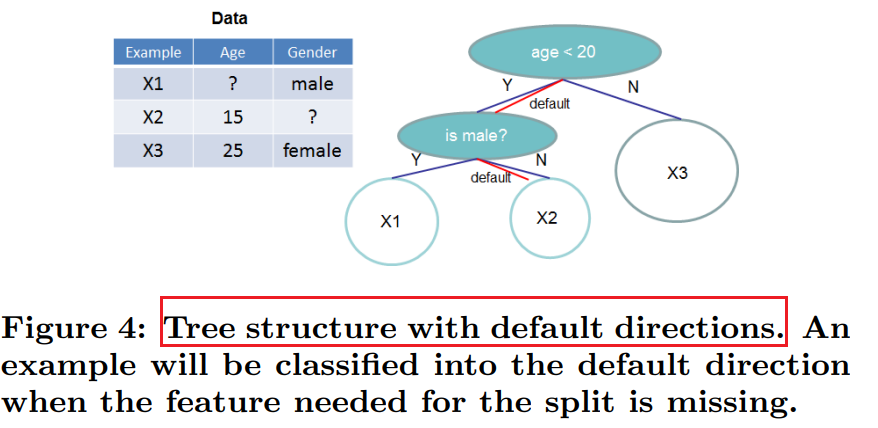 Data
Example Age Gender
X1 ? male
X2 15 ?
X3 25 female
age < 20
Y N
default
is male?
Y N
default
X1
X2
X3
Figure 4: Tree structure with default directions. An
example will be classified into the default direction
when the feature needed for the split is missing.